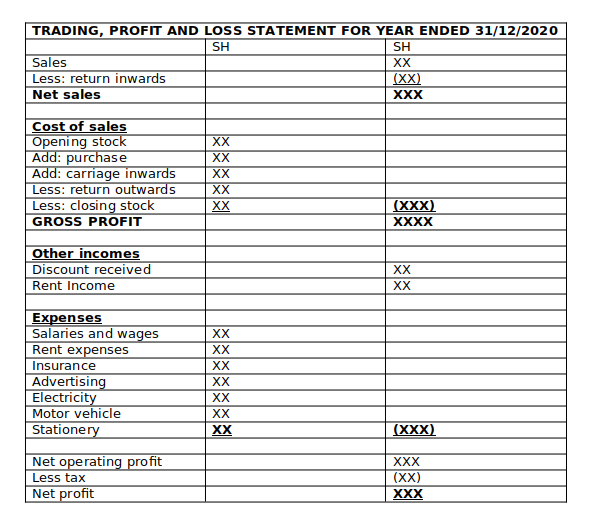 TRADING, PROFIT AND LOSS STATEMENT FOR YEAR ENDED 31/12/2020
SH SH
Sales XX
Less: return inwards (XX)
Net sales XXX
Cost of sales
Opening stock XX
Add: purchase XX
Add: carriage inwards XX
Less: return outwards XX
Less: closing stock XX (XXX)
GROSS PROFIT XXXX
Other incomes
Discount received XX
Rent Income XX
Expenses
Salaries and wages XX
Rent expenses XX
Insurance XX
Advertising XX
Electricity XX
Motor vehicle XX
Stationery XX (XXX)
Net operating profit XXX
Less tax (XX)
Net profit XXX